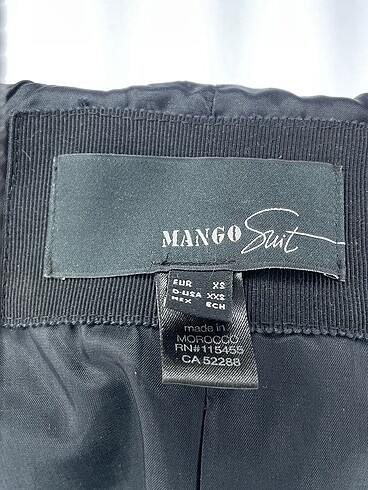 MANGO Suit
EUR XS
D-USA XXS
MEX ECH
made in
MOROCCO
RN#115455
CA 52288